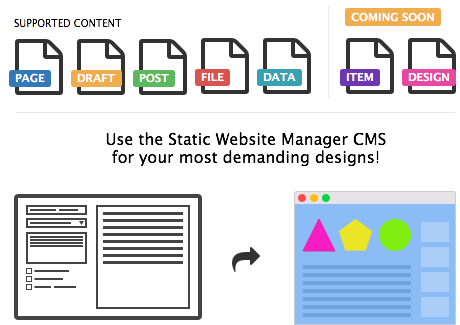 SUPPORTED CONTENT
COMING SOON
PAGE DRAFT POST FILE DATA ITEM DESIGN
Use the Static Website Manager CMS
for your most demanding designs!